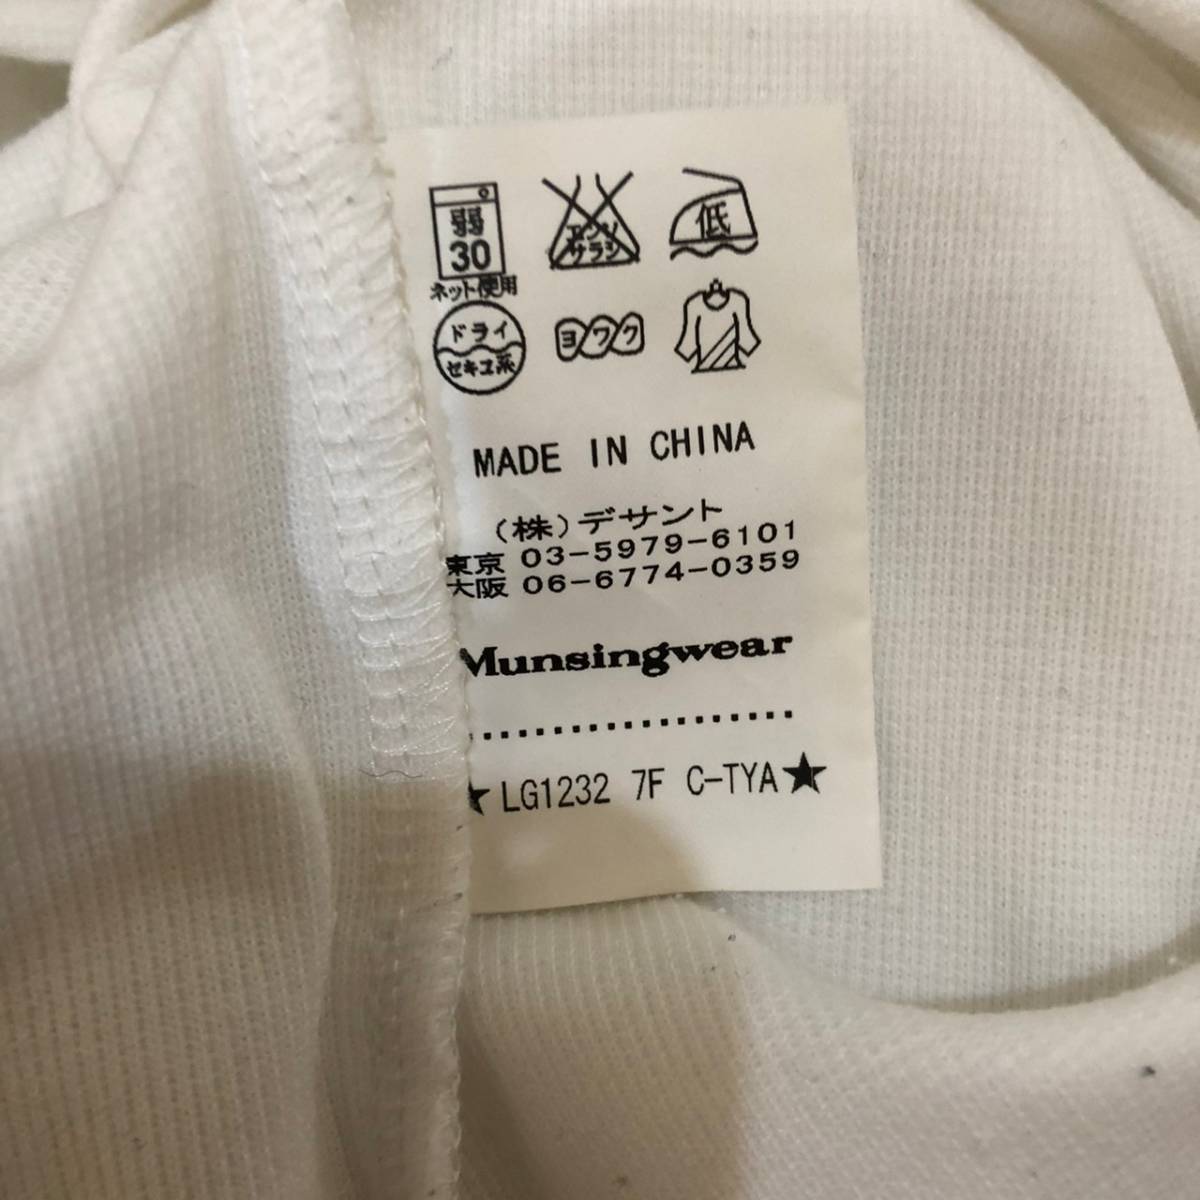 弱
30
ネット使用
エンソ
サラシ
低
ドライ
セキユ系
ヨワク
MADE IN CHINA
(株)デサント
東京 03-5979-6101
大阪 06-6774-0359
Munsingwear
★LG1232 7F C-TYA★